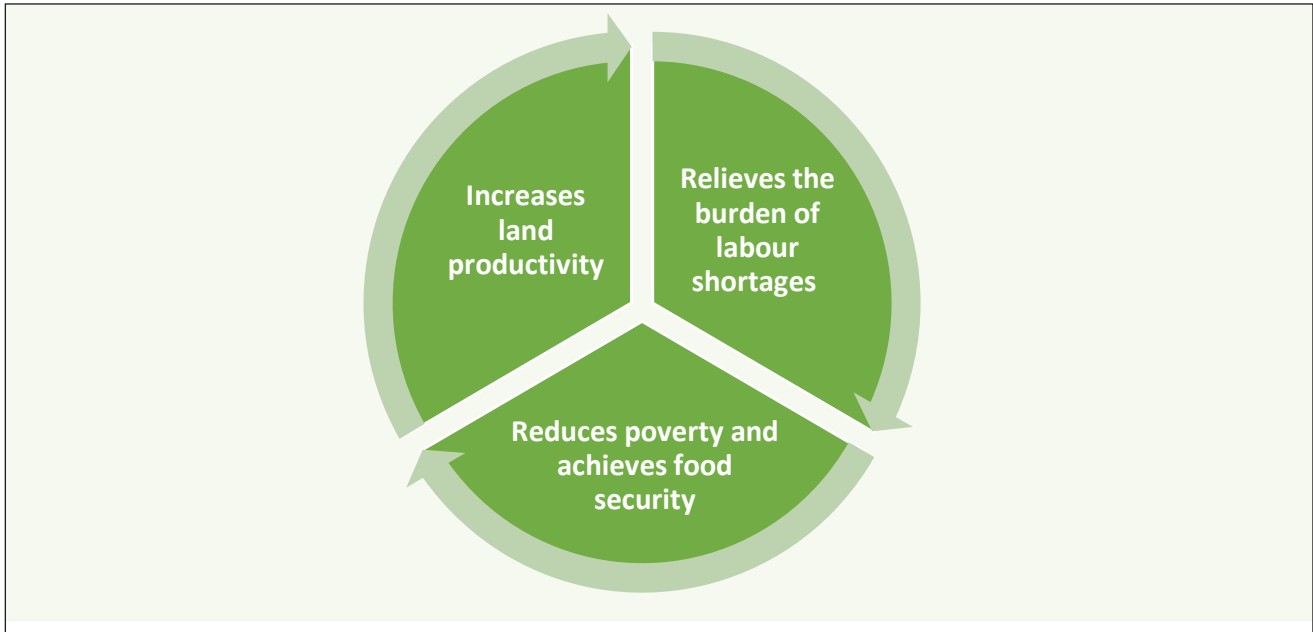 Increases
land
productivity
Relieves the
burden of
labour
shortages
Reduces poverty and
achieves food
security